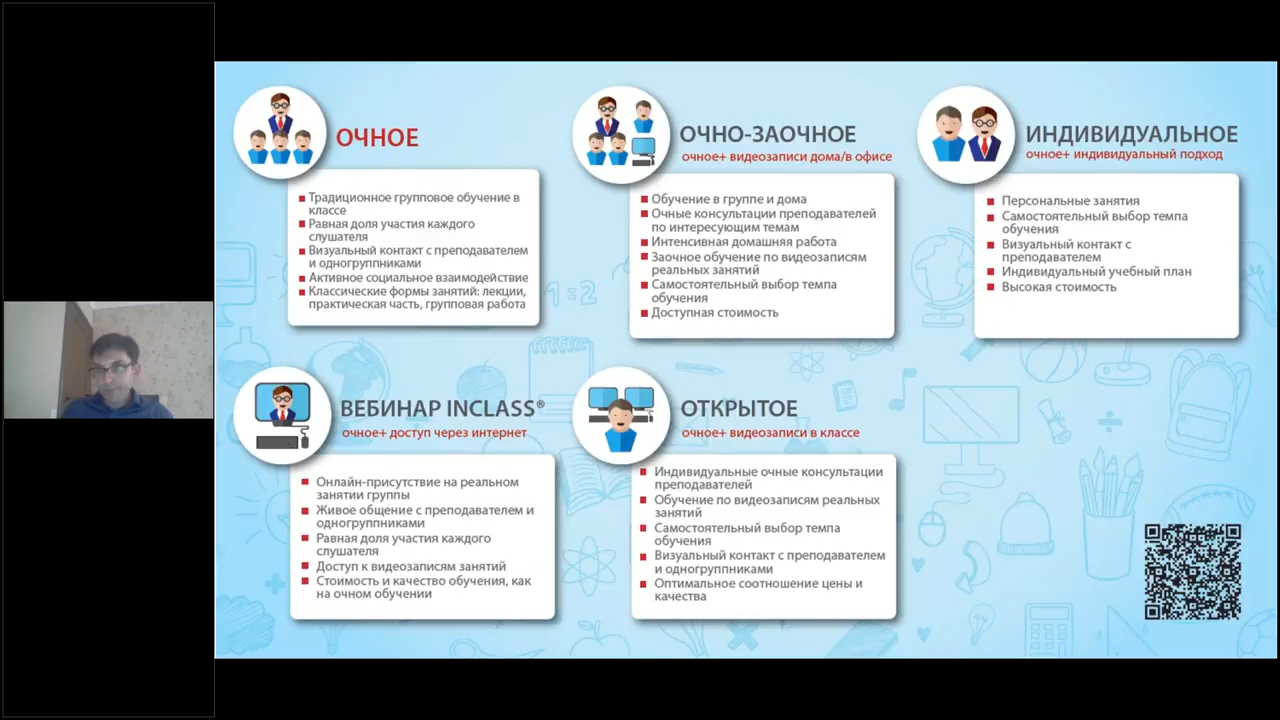 ОЧНОЕ
Традиционное групповое обучение в
классе
Равная доля участия каждого
слушателя
Визуальный контакт с преподавателем
и одногруппниками
Активное социальное взаимодействие
Классические формы занятий: лекции,
практическая часть, групповая работа
ОЧНО-ЗАОЧНОЕ
очное+ видеозаписи дома/в офисе
Обучение в группе и дома
Очные консультации преподавателей
по интересующим темам
Интенсивная домашняя работа
Заочное обучение по видеозаписям
реальных занятий
Самостоятельный выбор темпа
обучения
Доступная стоимость
ИНДИВИДУАЛЬНОЕ
очное+ индивидуальный подход
Персональные занятия
Самостоятельный выбор темпа
обучения
Визуальный контакт с
преподавателем
Индивидуальный учебный план
Высокая стоимость
ВЕБИНАР INCLASS®
очное+ доступ через интернет
Онлайн-присутствие на реальном
занятии группы
Живое общение с преподавателем и
одногруппниками
Равная доля участия каждого
слушателя
Доступ к видеозаписям занятий
Стоимость и качество обучения, как
на очном обучении
ОТКРЫТОЕ
очное+ видеозаписи в классе
Индивидуальные очные консультации
преподавателей
Обучение по видеозаписям реальных
занятий
Самостоятельный выбор темпа
обучения
Визуальный контакт с преподавателем
и одногруппниками
Оптимальное соотношение цены и
качества